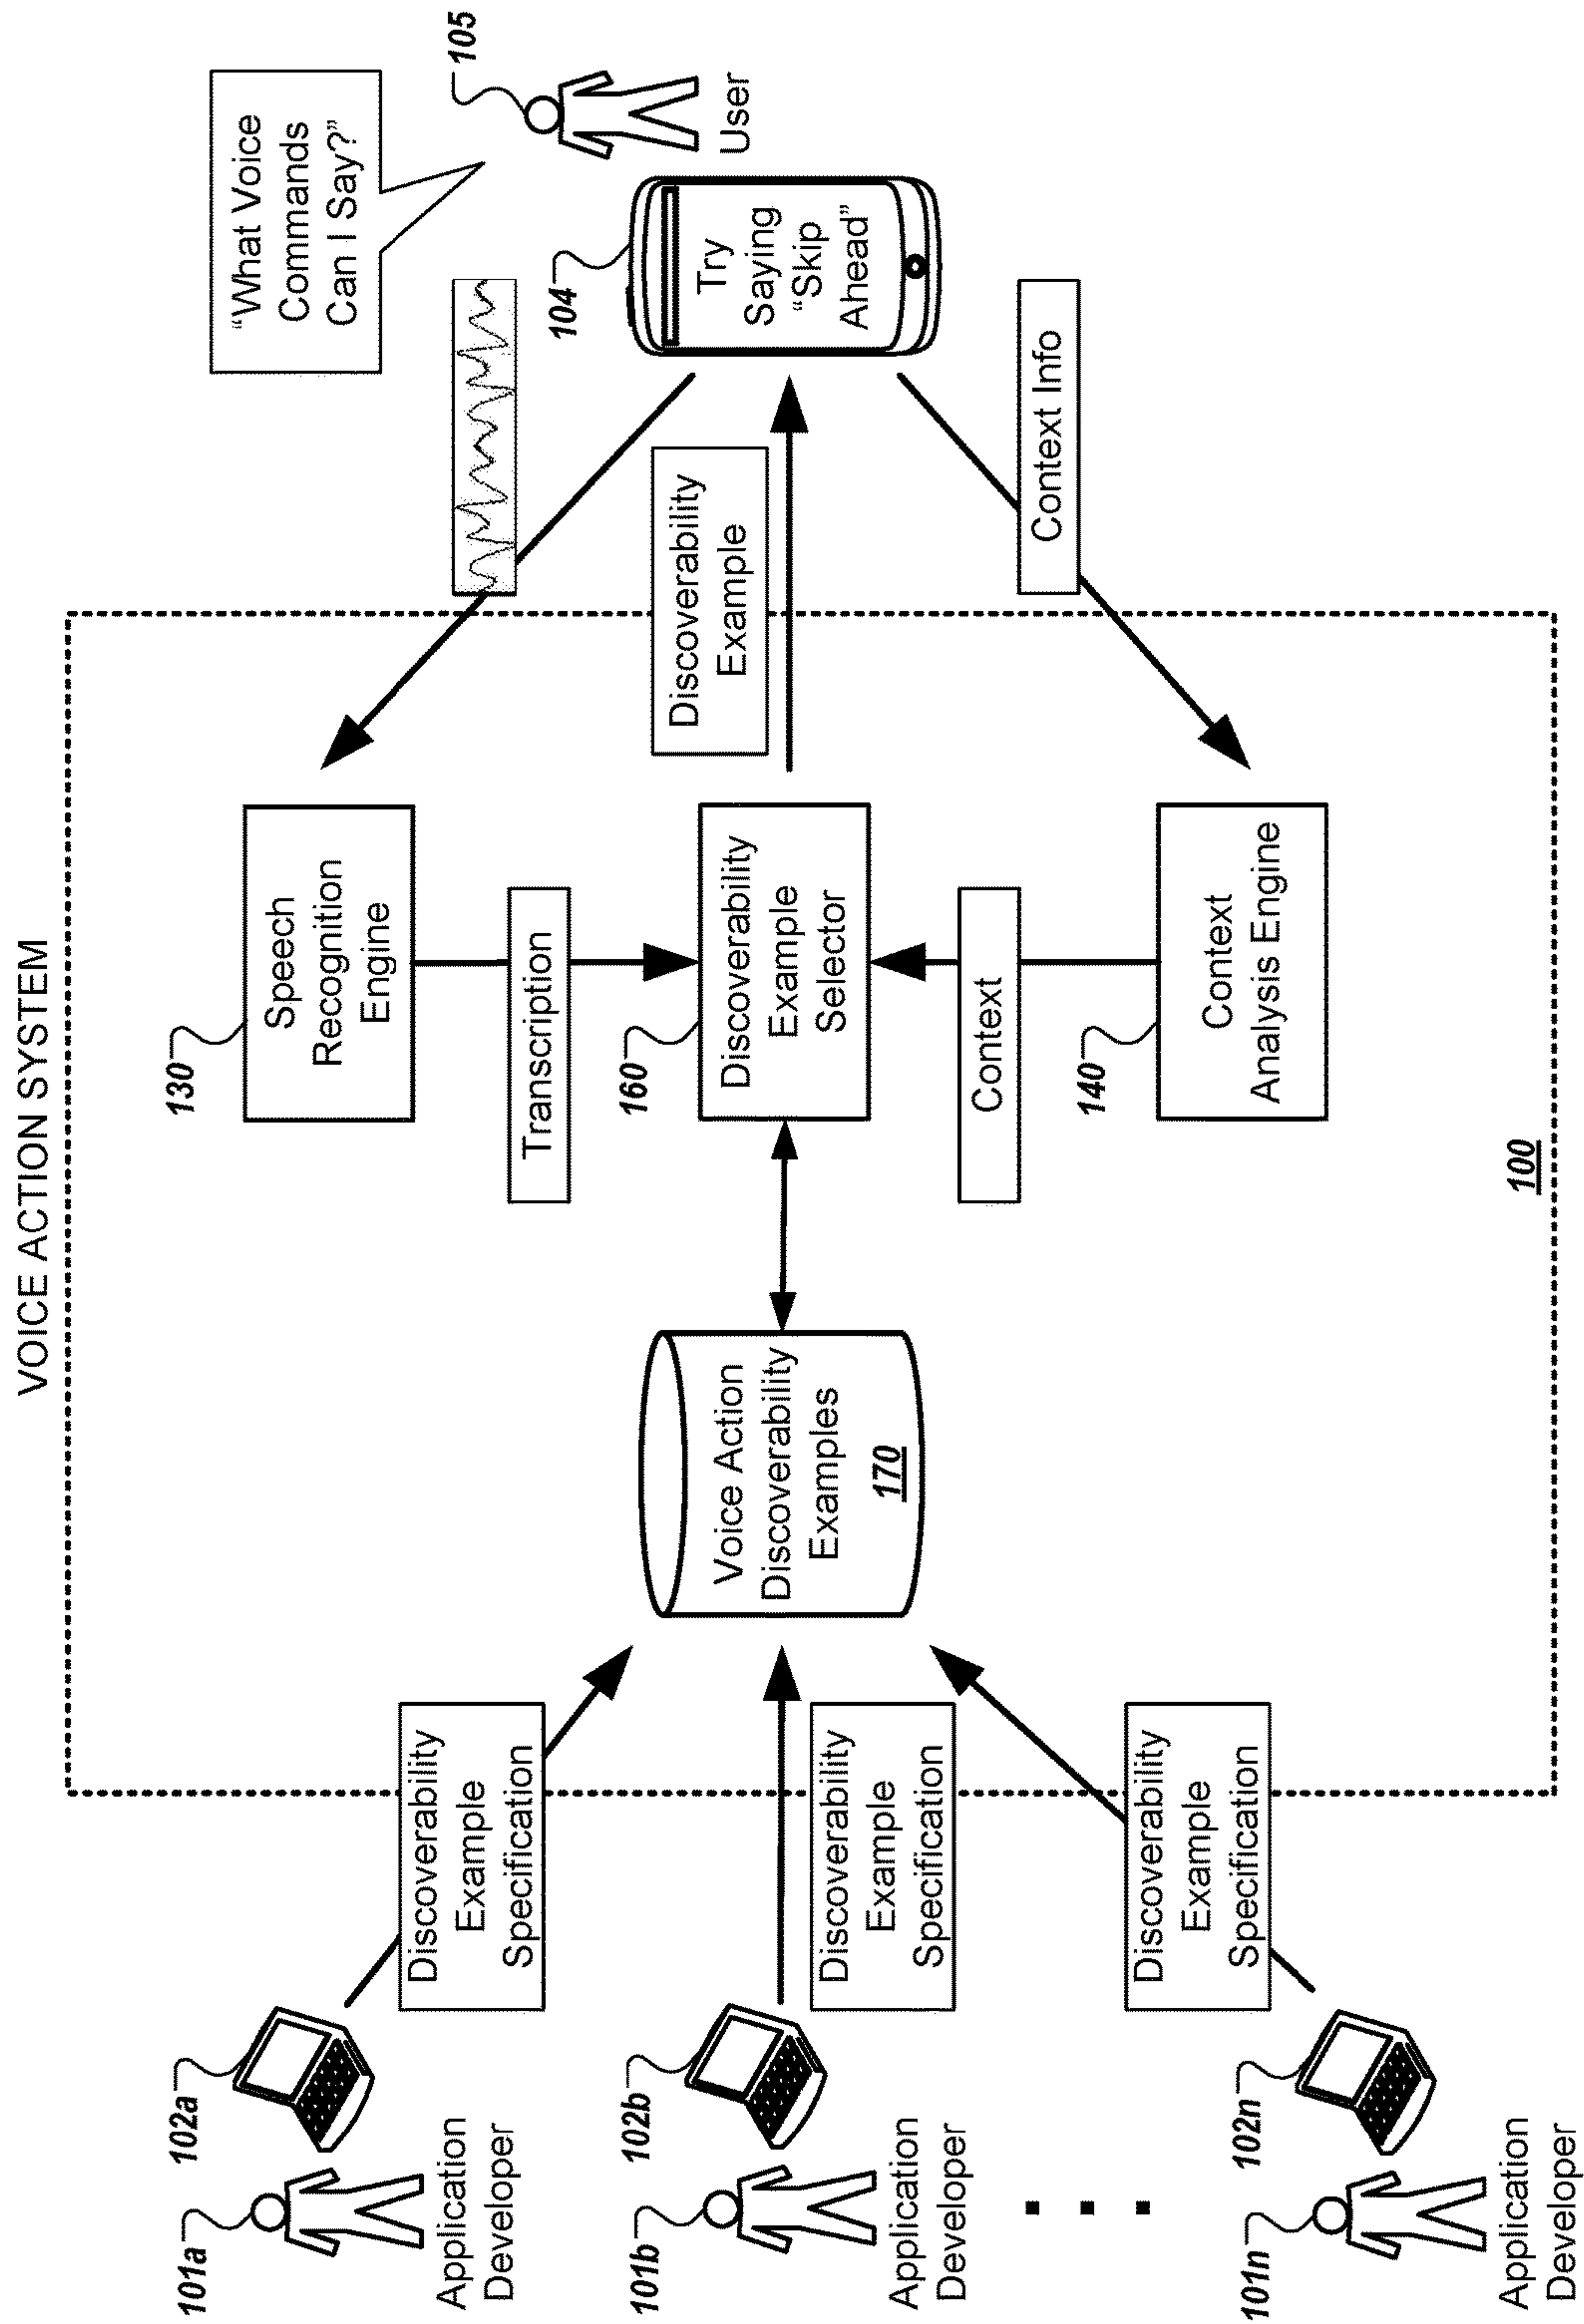 VOICE ACTION SYSTEM
101a
102a
Application
Developer
Discoverability
Example
Specification
101b
102b
Application
Developer
Discoverability
Example
Specification
101n
102n
Application
Developer
Discoverability
Example
Specification
Voice Action
Discoverability
Examples
170
130
Speech
Recognition
Engine
Transcription
160
Discoverability
Example
Selector
Context
140
Context
Analysis Engine
100
Discoverability
Example
Context Info
"What Voice
Commands
Can I Say?"
104
Try
Saying
"Skip
Ahead"
105
User